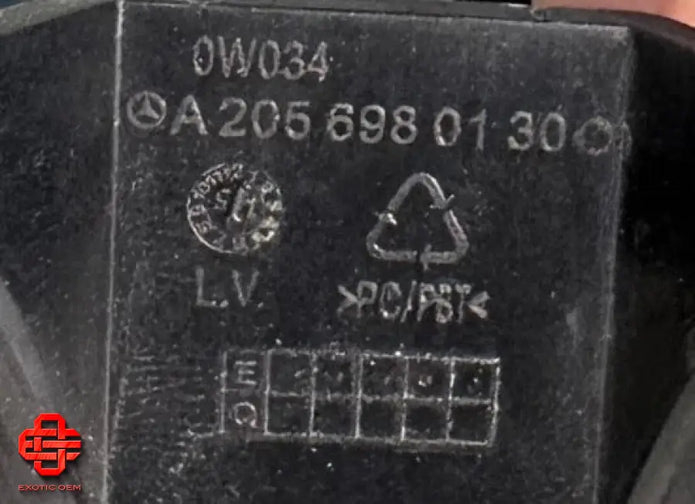 0W034
A 205 698 01 30
L.V.
>PC/PBT<
E
Q
EXOTIC OEM